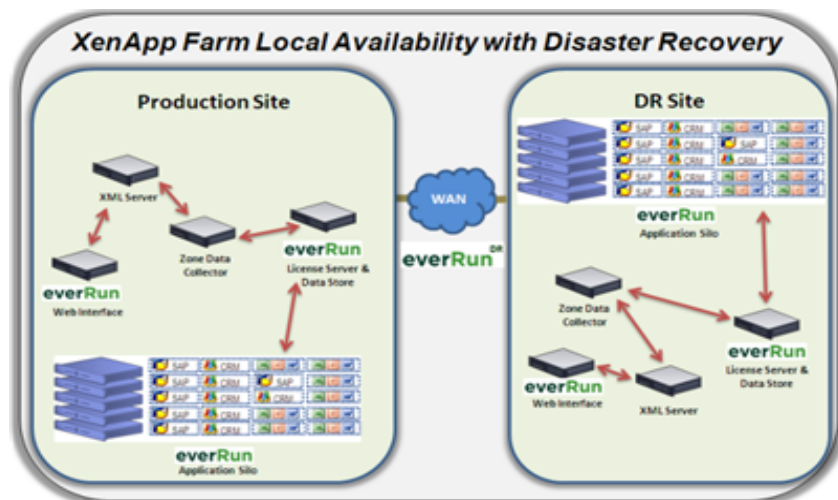 XenApp Farm Local Availability with Disaster Recovery
Production Site
XML Server
Zone Data
Collector
everRun
License Server &
Data Store
everRun
Web Interface
SAP CRM
SAP CRM SAP
SAP CRM CRM
SAP CRM
SAP CRM
everRun
Application Silo
WAN
everRun DR
DR Site
SAP CRM
SAP CRM SAP
SAP CRM CRM
SAP CRM
SAP CRM
everRun
Application Silo
Zone Data
Collector
everRun
License Server &
Data Store
everRun
Web Interface
XML Server